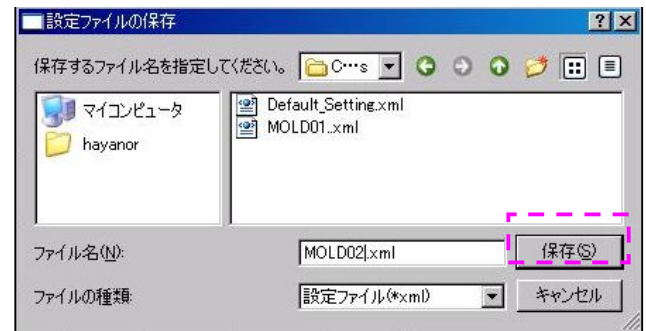 設定ファイルの保存
保存するファイル名を指定してください。 C…s
マイコンピュータ
hayanor
Default_Setting.xml
MOLD01..xml
ファイル名(N):
MOLD02.xml
保存(S)
ファイルの種類:
設定ファイル(*xml)
キャンセル